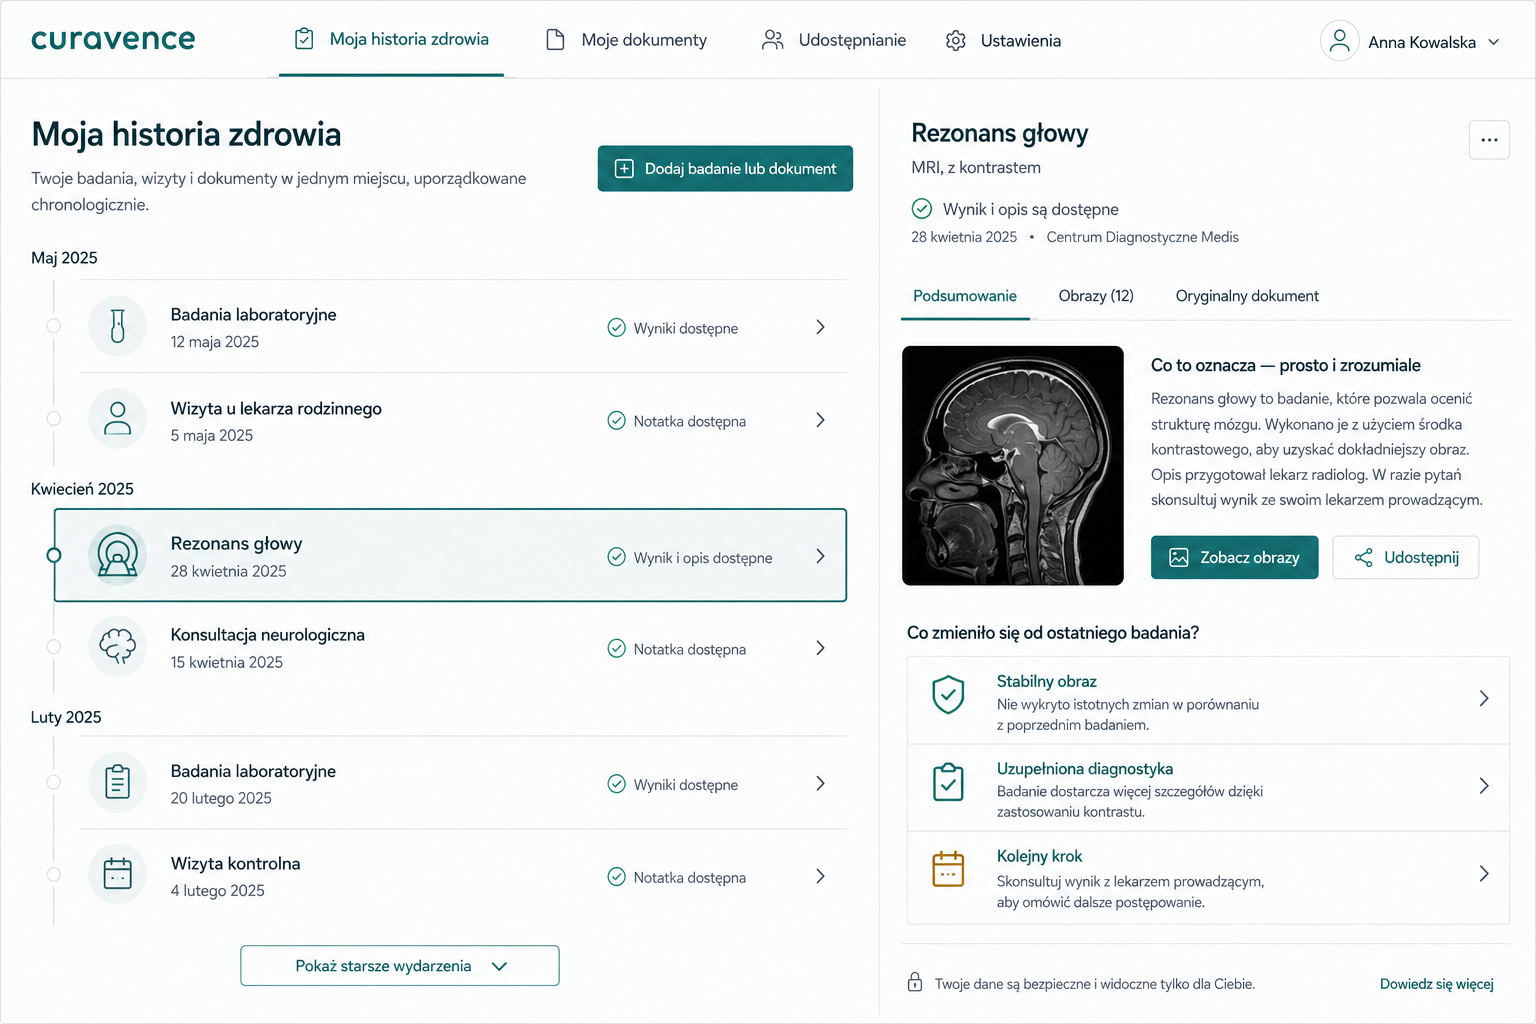 curavence
Moja historia zdrowia
Moje dokumenty
Udostępnianie
Ustawienia
Anna Kowalska
Moja historia zdrowia
Twoje badania, wizyty i dokumenty w jednym miejscu, uporządkowane
chronologicznie.
Dodaj badanie lub dokument
Maj 2025
Badania laboratoryjne
12 maja 2025
Wyniki dostępne
Wizyta u lekarza rodzinnego
5 maja 2025
Notatka dostępna
Kwiecień 2025
Rezonans głowy
28 kwietnia 2025
Wynik i opis dostępne
Konsultacja neurologiczna
15 kwietnia 2025
Notatka dostępna
Luty 2025
Badania laboratoryjne
20 lutego 2025
Wyniki dostępne
Wizyta kontrolna
4 lutego 2025
Notatka dostępna
Pokaż starsze wydarzenia
Rezonans głowy
MRI, z kontrastem
Wynik i opis są dostępne
28 kwietnia 2025 • Centrum Diagnostyczne Medis
Podsumowanie
Obrazy (12)
Oryginalny dokument
Co to oznacza — prosto i zrozumiale
Rezonans głowy to badanie, które pozwala ocenić
strukturę mózgu. Wykonano je z użyciem środka
kontrastowego, aby uzyskać dokładniejszy obraz.
Opis przygotował lekarz radiolog. W razie pytań
skonsultuj wynik ze swoim lekarzem prowadzącym.
Zobacz obrazy
Udostępnij
Co zmieniło się od ostatniego badania?
Stabilny obraz
Nie wykryto istotnych zmian w porównaniu
z poprzednim badaniem.
Uzupełniona diagnostyka
Badanie dostarcza więcej szczegółów dzięki
zastosowaniu kontrastu.
Kolejny krok
Skonsultuj wynik z lekarzem prowadzącym,
aby omówić dalsze postępowanie.
Twoje dane są bezpieczne i widoczne tylko dla Ciebie.
Dowiedz się więcej